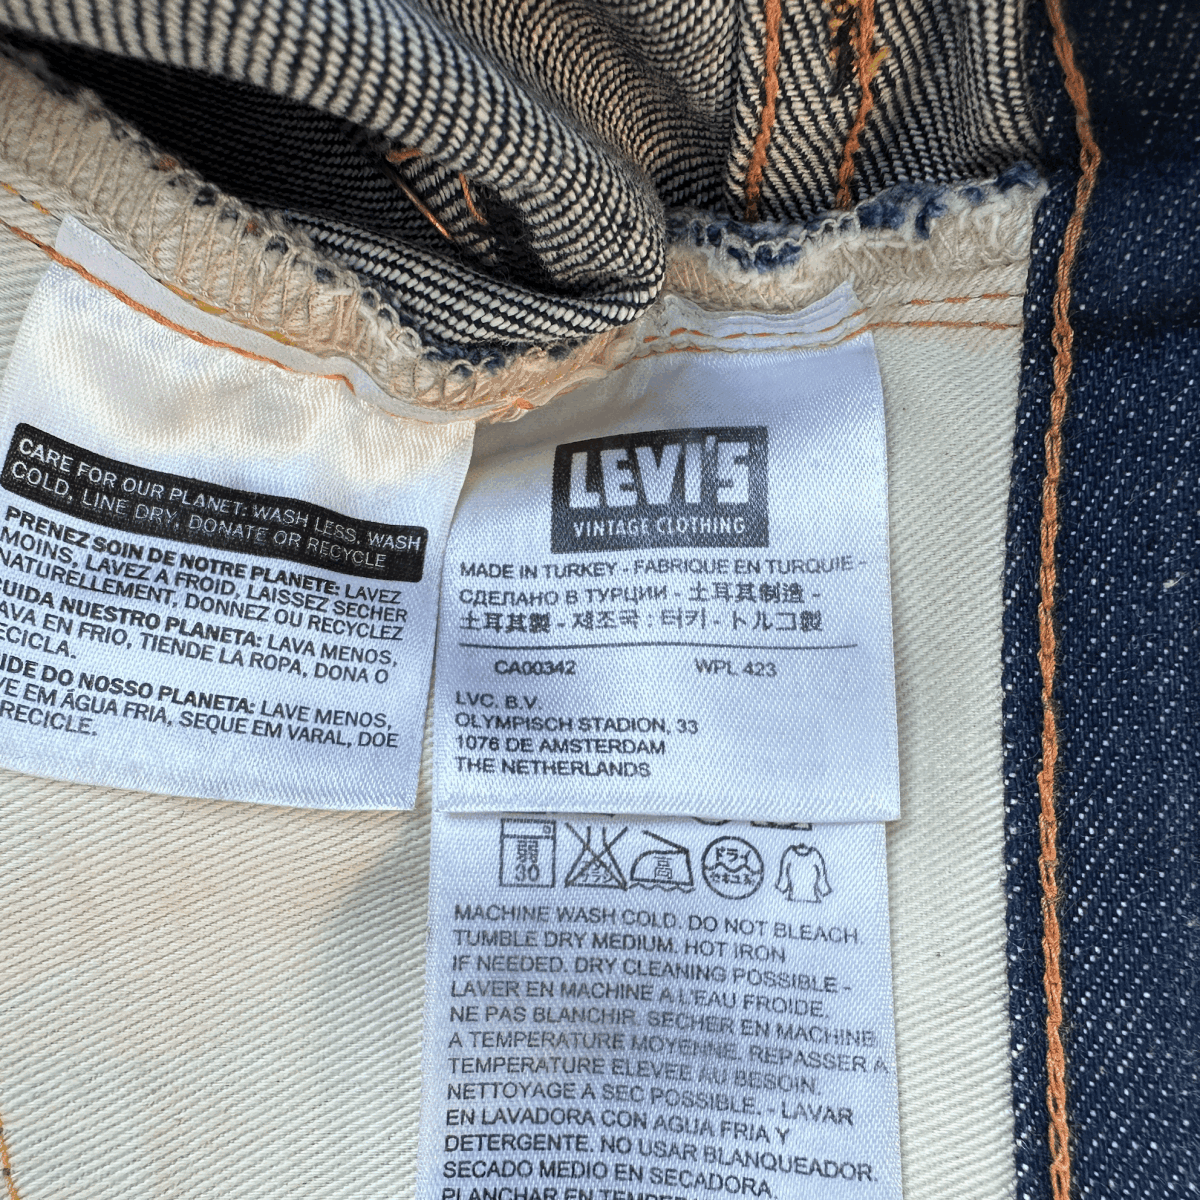 CARE FOR OUR PLANET. WASH LESS, WASH
COLD, LINE DRY, DONATE OR RECYCLE
PRENEZ SOIN DE NOTRE PLANETE: LAVEZ
MOINS, LAVEZ A FROID, LAISSEZ SECHER
NATURELLEMENT, DONNEZ OU RECYCLEZ
CUIDA NUESTRO PLANETA: LAVA MENOS,
LAVA EN FRIO, TIENDE LA ROPA, DONA O
RECICLA.
IDE DO NOSSO PLANETA: LAVE MENOS,
VE EM ÁGUA FRIA, SEQUE EM VARAL, DOE
RECICLE.
LEVI'S
VINTAGE CLOTHING
MADE IN TURKEY - FABRIQUE EN TURQUIE -
СДЕЛАНО В ТУРЦИИ - 土耳其制造 -
土耳其製 - 제조국 : 터키 - トルコ製
CA00342 WPL 423
LVC. B.V
OLYMPISCH STADION, 33
1076 DE AMSTERDAM
THE NETHERLANDS
弱 30 高 ドライ
MACHINE WASH COLD. DO NOT BLEACH.
TUMBLE DRY MEDIUM. HOT IRON
IF NEEDED. DRY CLEANING POSSIBLE -
LAVER EN MACHINE A L'EAU FROIDE.
NE PAS BLANCHIR. SECHER EN MACHINE
A TEMPERATURE MOYENNE. REPASSER A
TEMPERATURE ELEVEE AU BESOIN.
NETTOYAGE A SEC POSSIBLE. - LAVAR
EN LAVADORA CON AGUA FRIA Y
DETERGENTE. NO USAR BLANQUEADOR.
SECADO MEDIO EN SECADORA.
PLANCHAR EN